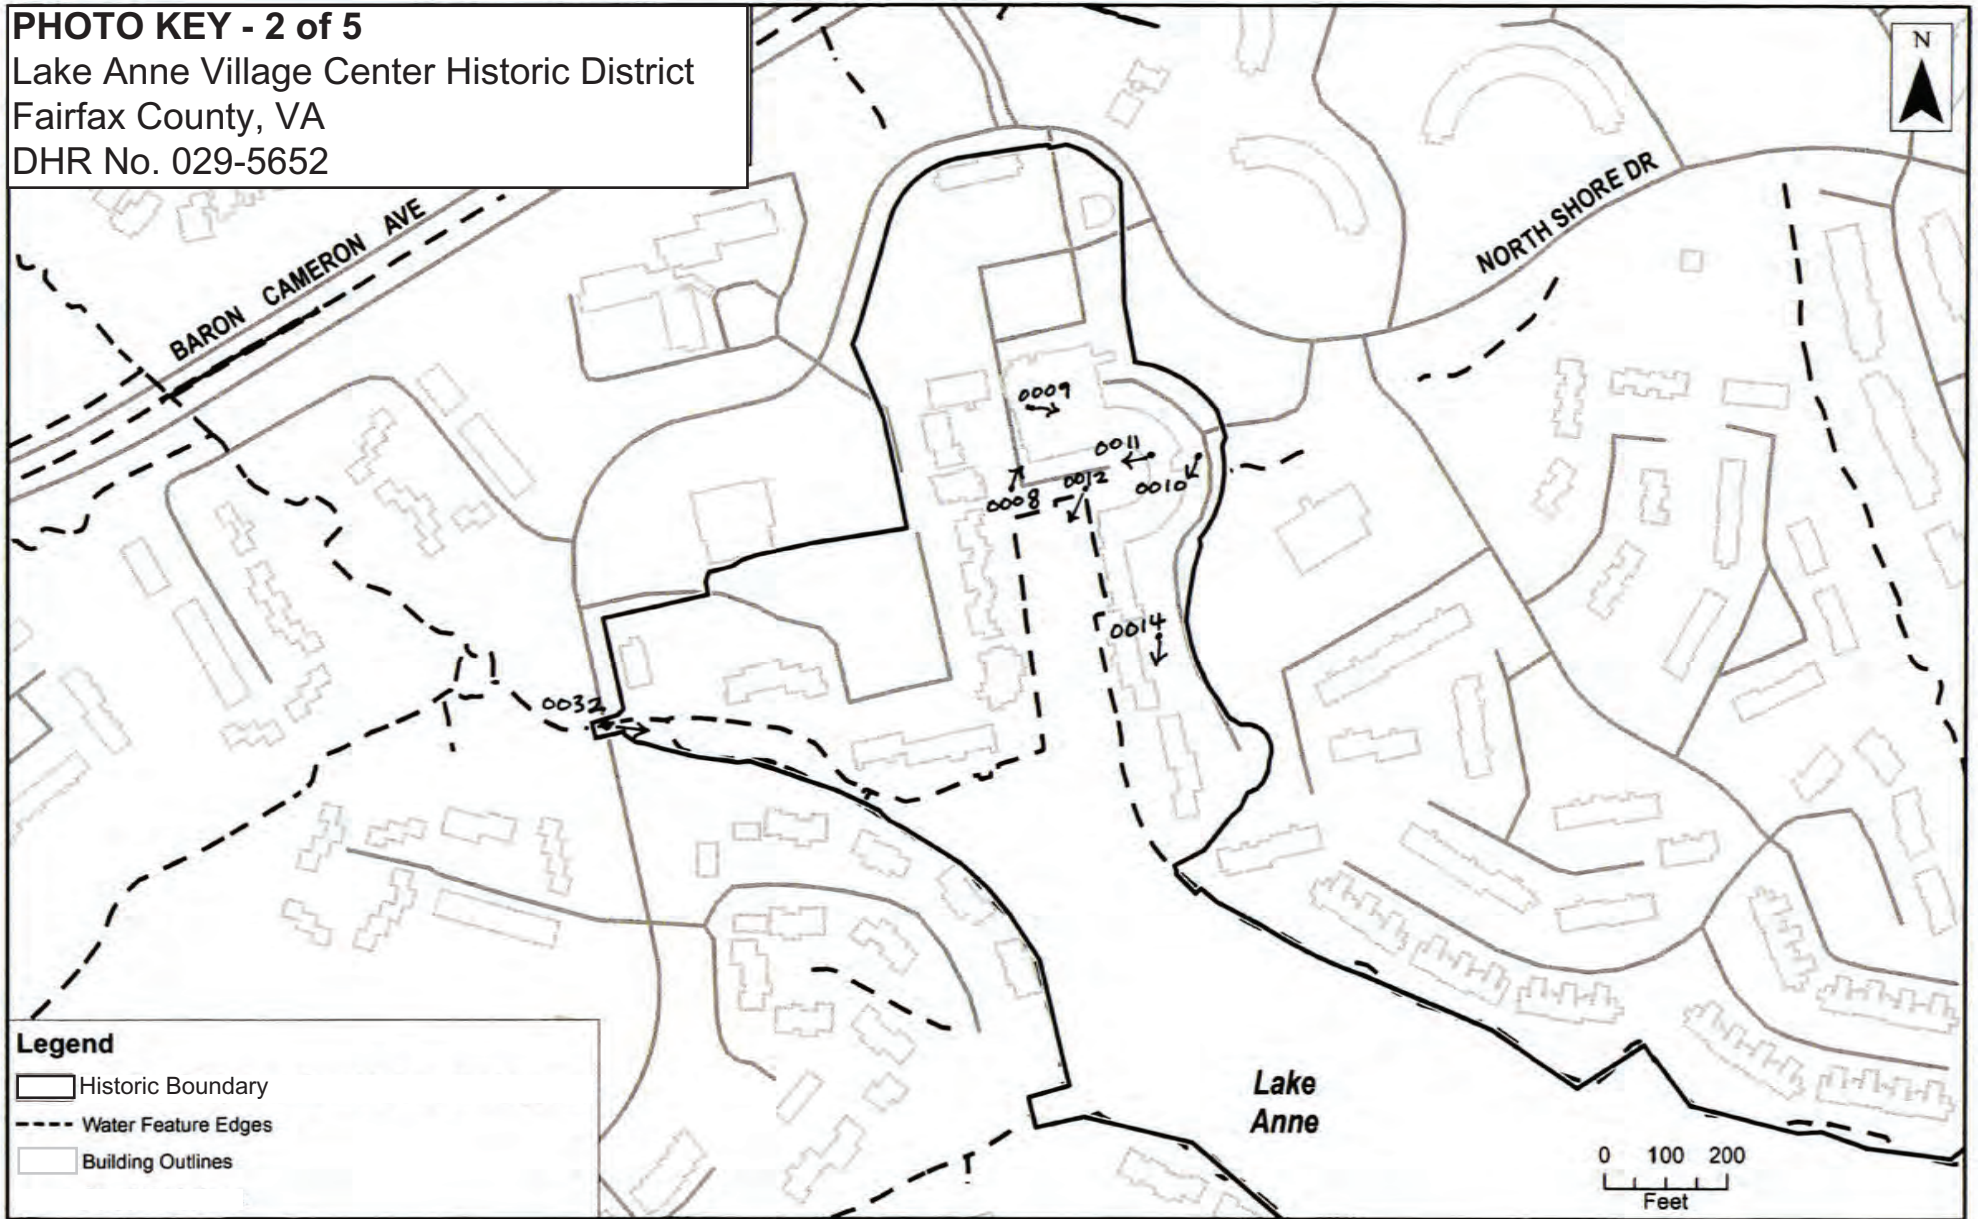 PHOTO KEY - 2 of 5
Lake Anne Village Center Historic District
Fairfax County, VA
DHR No. 029-5652
N
BARON CAMERON AVE
NORTH SHORE DR
0009
0011
0012
0010
0008
0014
0032
Lake
Anne
Legend
Historic Boundary
Water Feature Edges
Building Outlines
0 100 200
Feet